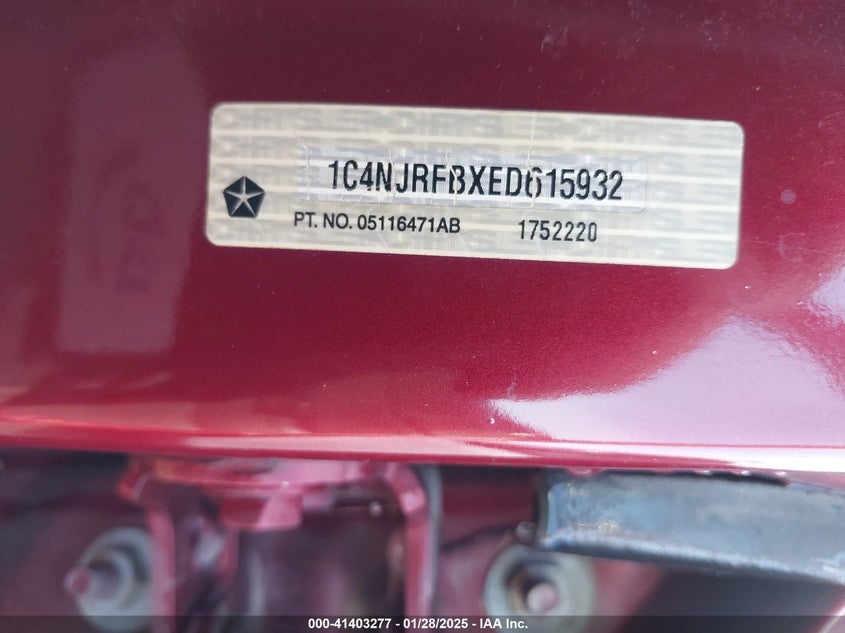 1C4NJRFBXED615932
PT. NO. 05116471AB 1752220
000-41403277 - 01/28/2025 - IAA Inc.